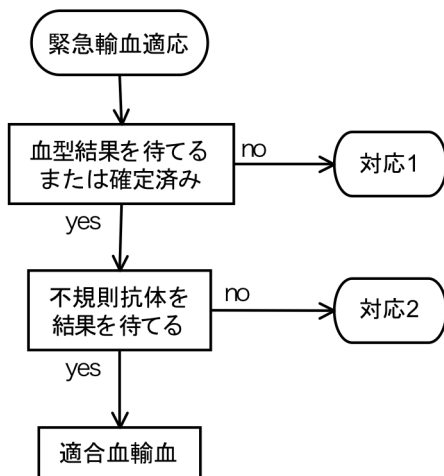 緊急輸血適応
血型結果を待てる
または確定済み
no
対応1
yes
不規則抗体を
結果を待てる
no
対応2
yes
適合血輸血